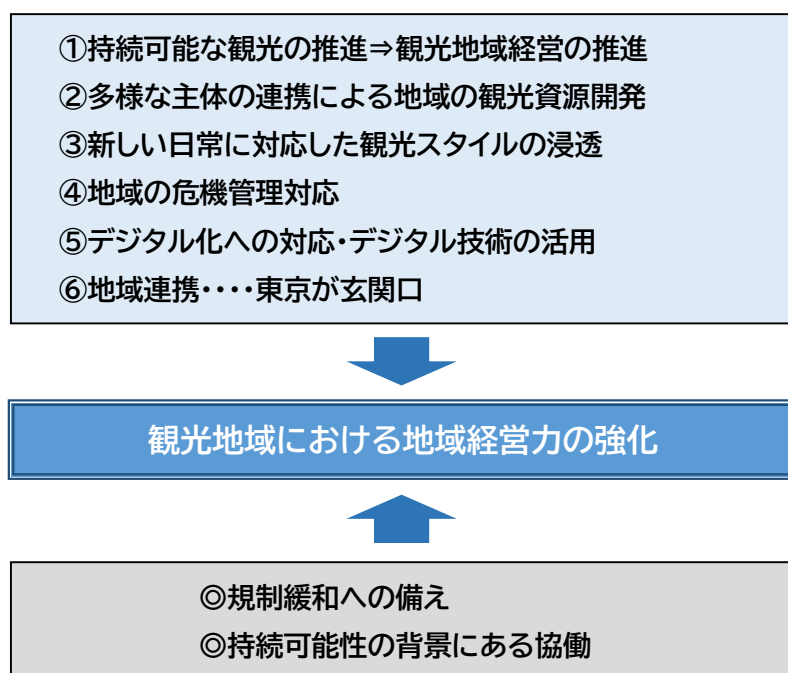 ①持続可能な観光の推進⇒観光地域経営の推進
②多様な主体の連携による地域の観光資源開発
③新しい日常に対応した観光スタイルの浸透
④地域の危機管理対応
⑤デジタル化への対応・デジタル技術の活用
⑥地域連携・・・・東京が玄関口
観光地域における地域経営力の強化
◎規制緩和への備え
◎持続可能性の背景にある協働